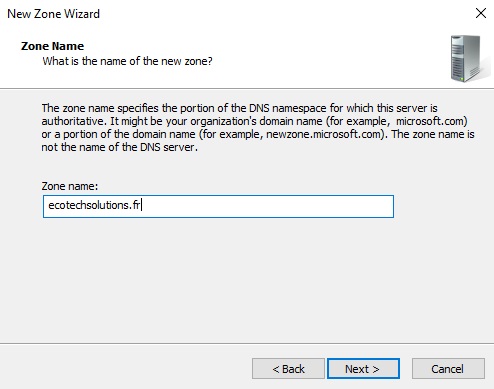 New Zone Wizard
Zone Name
What is the name of the new zone?
The zone name specifies the portion of the DNS namespace for which this server is
authoritative. It might be your organization's domain name (for example, microsoft.com)
or a portion of the domain name (for example, newzone.microsoft.com). The zone name is
not the name of the DNS server.
Zone name:
ecotechsolutions.fr
< Back Next > Cancel